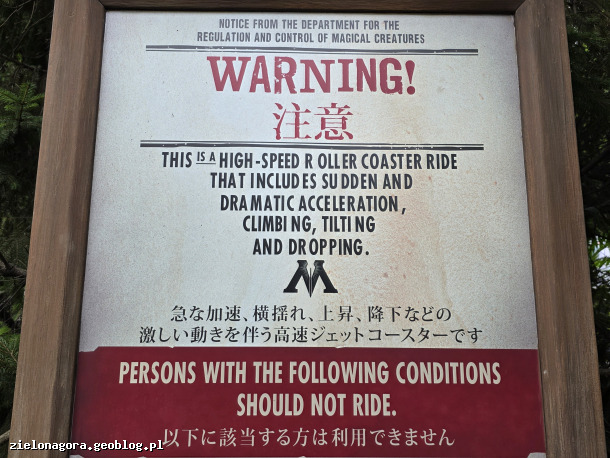 NOTICE FROM THE DEPARTMENT FOR THE
REGULATION AND CONTROL OF MAGICAL CREATURES
WARNING!
注意
THIS IS A HIGH-SPEED ROLLER COASTER RIDE
THAT INCLUDES SUDDEN AND
DRAMATIC ACCELERATION,
CLIMBING, TILTING
AND DROPPING.
M
急な加速、横揺れ、上昇、降下などの
激しい動きを伴う高速ジェットコースターです
PERSONS WITH THE FOLLOWING CONDITIONS
SHOULD NOT RIDE.
以下に該当する方は利用できません
zielonagora.geoblog.pl